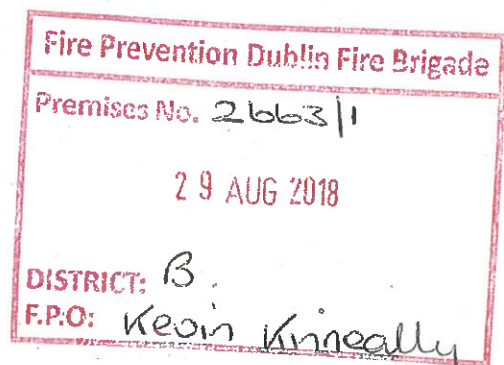 Fire Prevention Dublin Fire Brigade
Premises No. 2663/1
29 AUG 2018
DISTRICT: B.
F.P.O: Kevin Kinneally